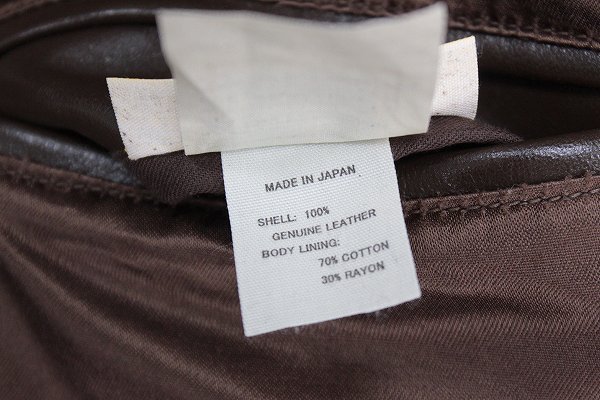 MADE IN JAPAN
SHELL: 100%
GENUINE LEATHER
BODY LINING:
70% COTTON
30% RAYON